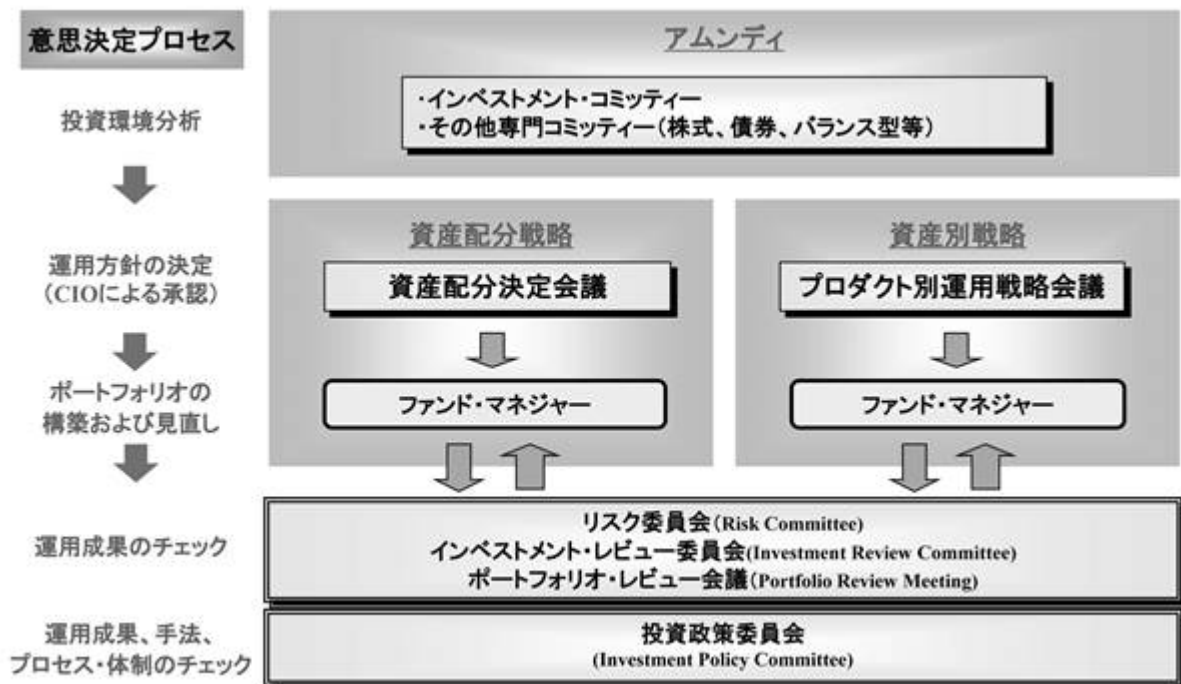 意思決定プロセス
アムンディ
投資環境分析
・インベストメント・コミッティー
・その他専門コミッティー（株式、債券、バランス型等）
資産配分戦略
資産別戦略
運用方針の決定
（CIOによる承認）
資産配分決定会議
プロダクト別運用戦略会議
ポートフォリオの
構築および見直し
ファンド・マネジャー
ファンド・マネジャー
運用成果のチェック
リスク委員会(Risk Committee)
インベストメント・レビュー委員会(Investment Review Committee)
ポートフォリオ・レビュー会議(Portfolio Review Meeting)
運用成果、手法、
プロセス・体制のチェック
投資政策委員会
(Investment Policy Committee)